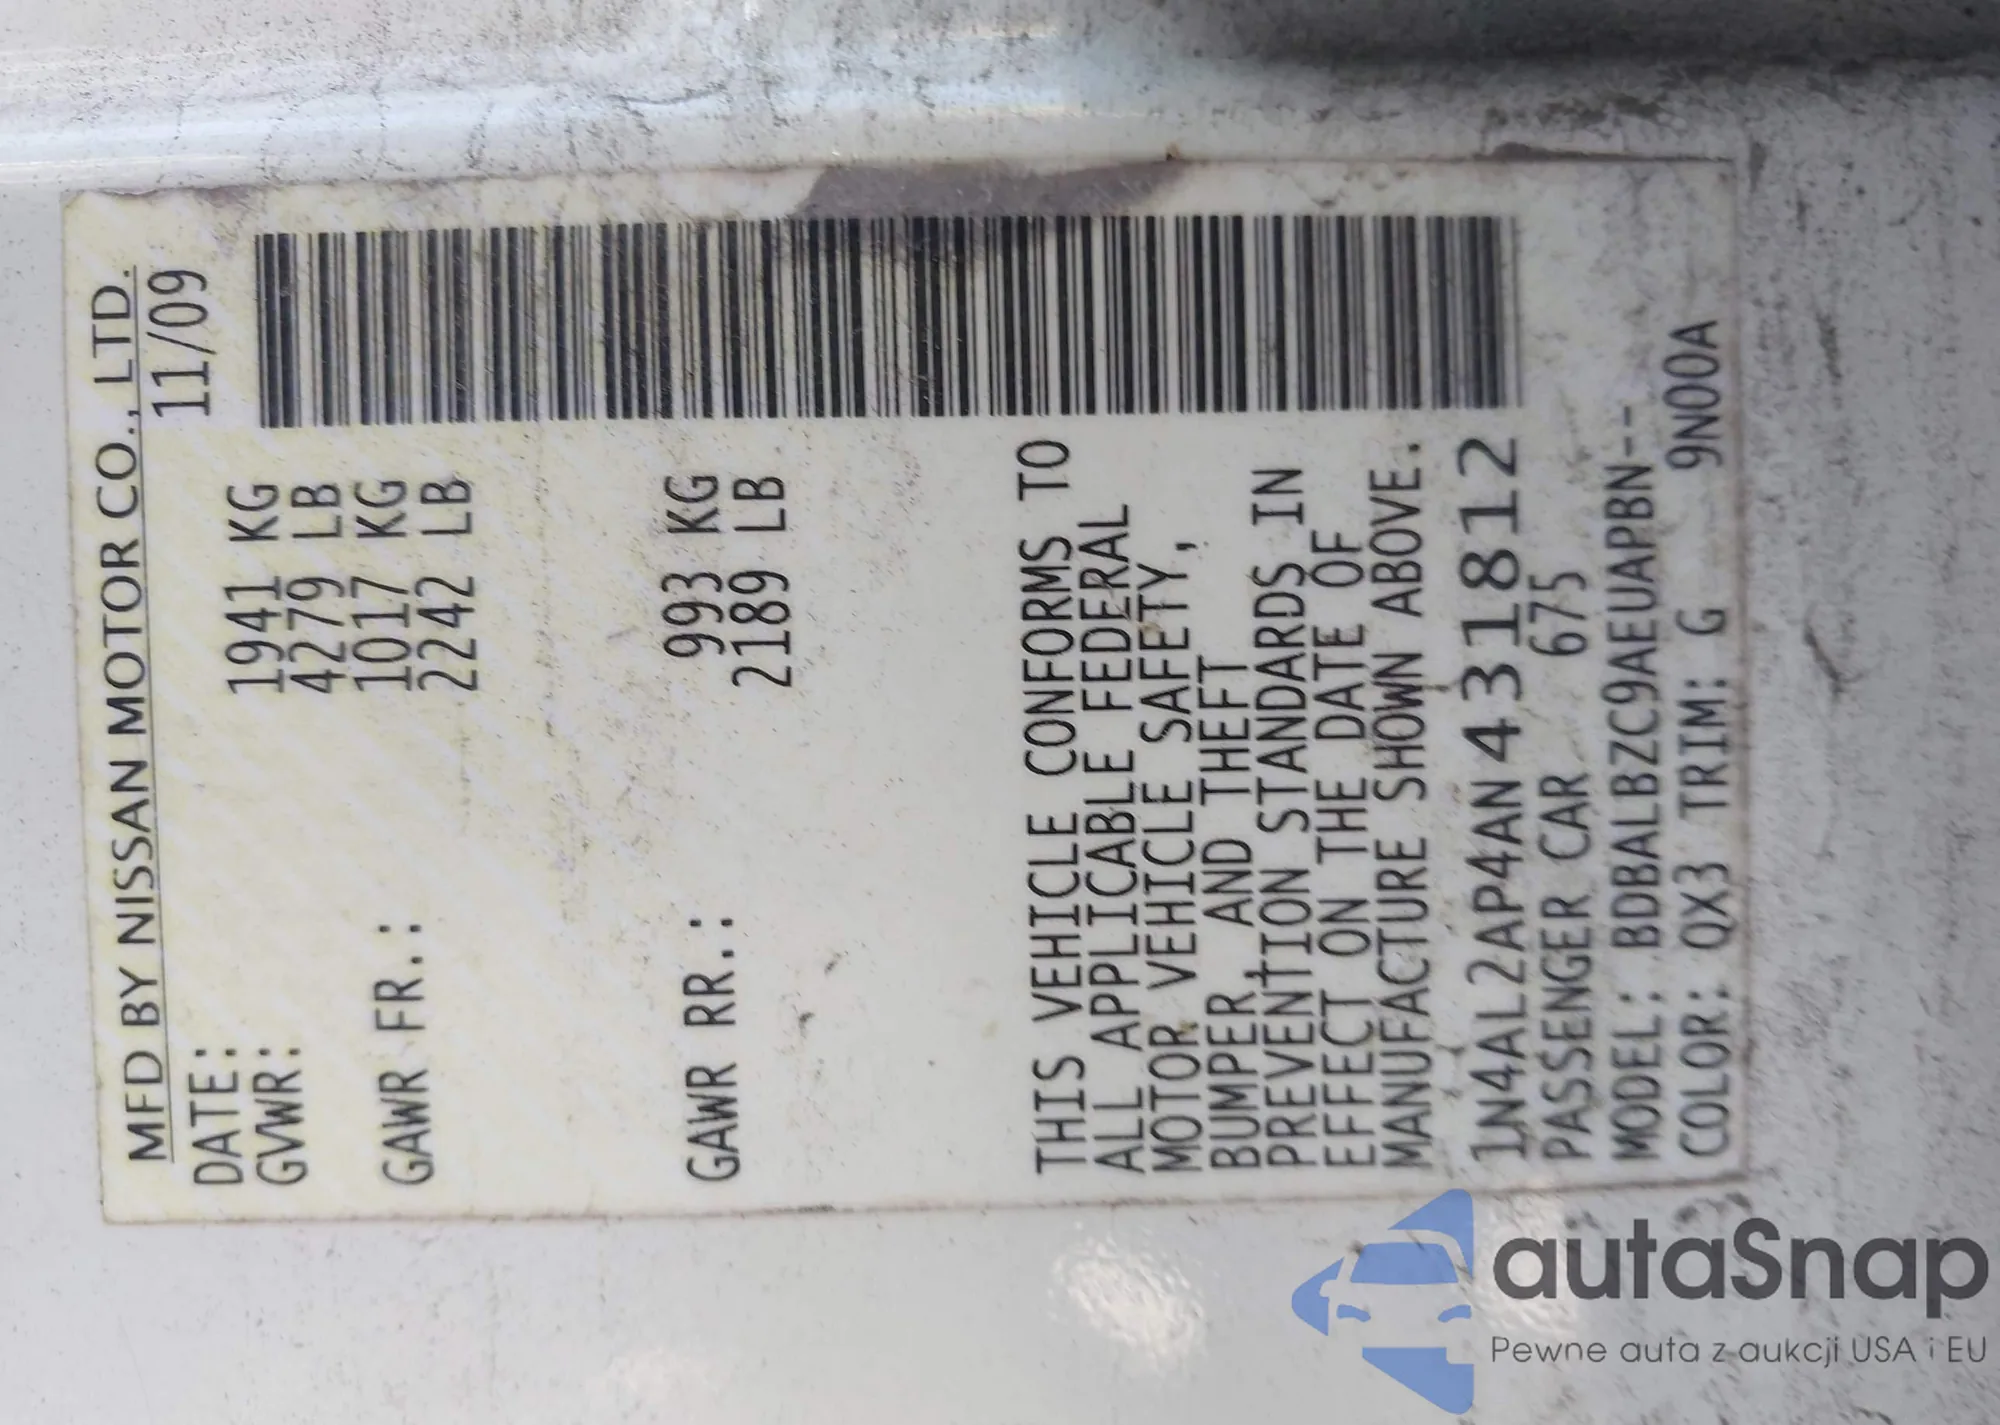 MFD BY NISSAN MOTOR CO., LTD.
DATE: 11/09
GVWR: 1941 KG
4279 LB
GAWR FR.: 1017 KG
2242 LB
GAWR RR.: 993 KG
2189 LB
THIS VEHICLE CONFORMS TO
ALL APPLICABLE FEDERAL
MOTOR VEHICLE SAFETY,
BUMPER AND THEFT
PREVENTION STANDARDS IN
EFFECT ON THE DATE OF
MANUFACTURE SHOWN ABOVE.
1N4AL2AP4AN431812
PASSENGER CAR 675
MODEL: BDBALBZC9AEUAPBN--
COLOR: QX3 TRIM: G 9N00A
autaSnap
Pewne auta z aukcji USA i EU